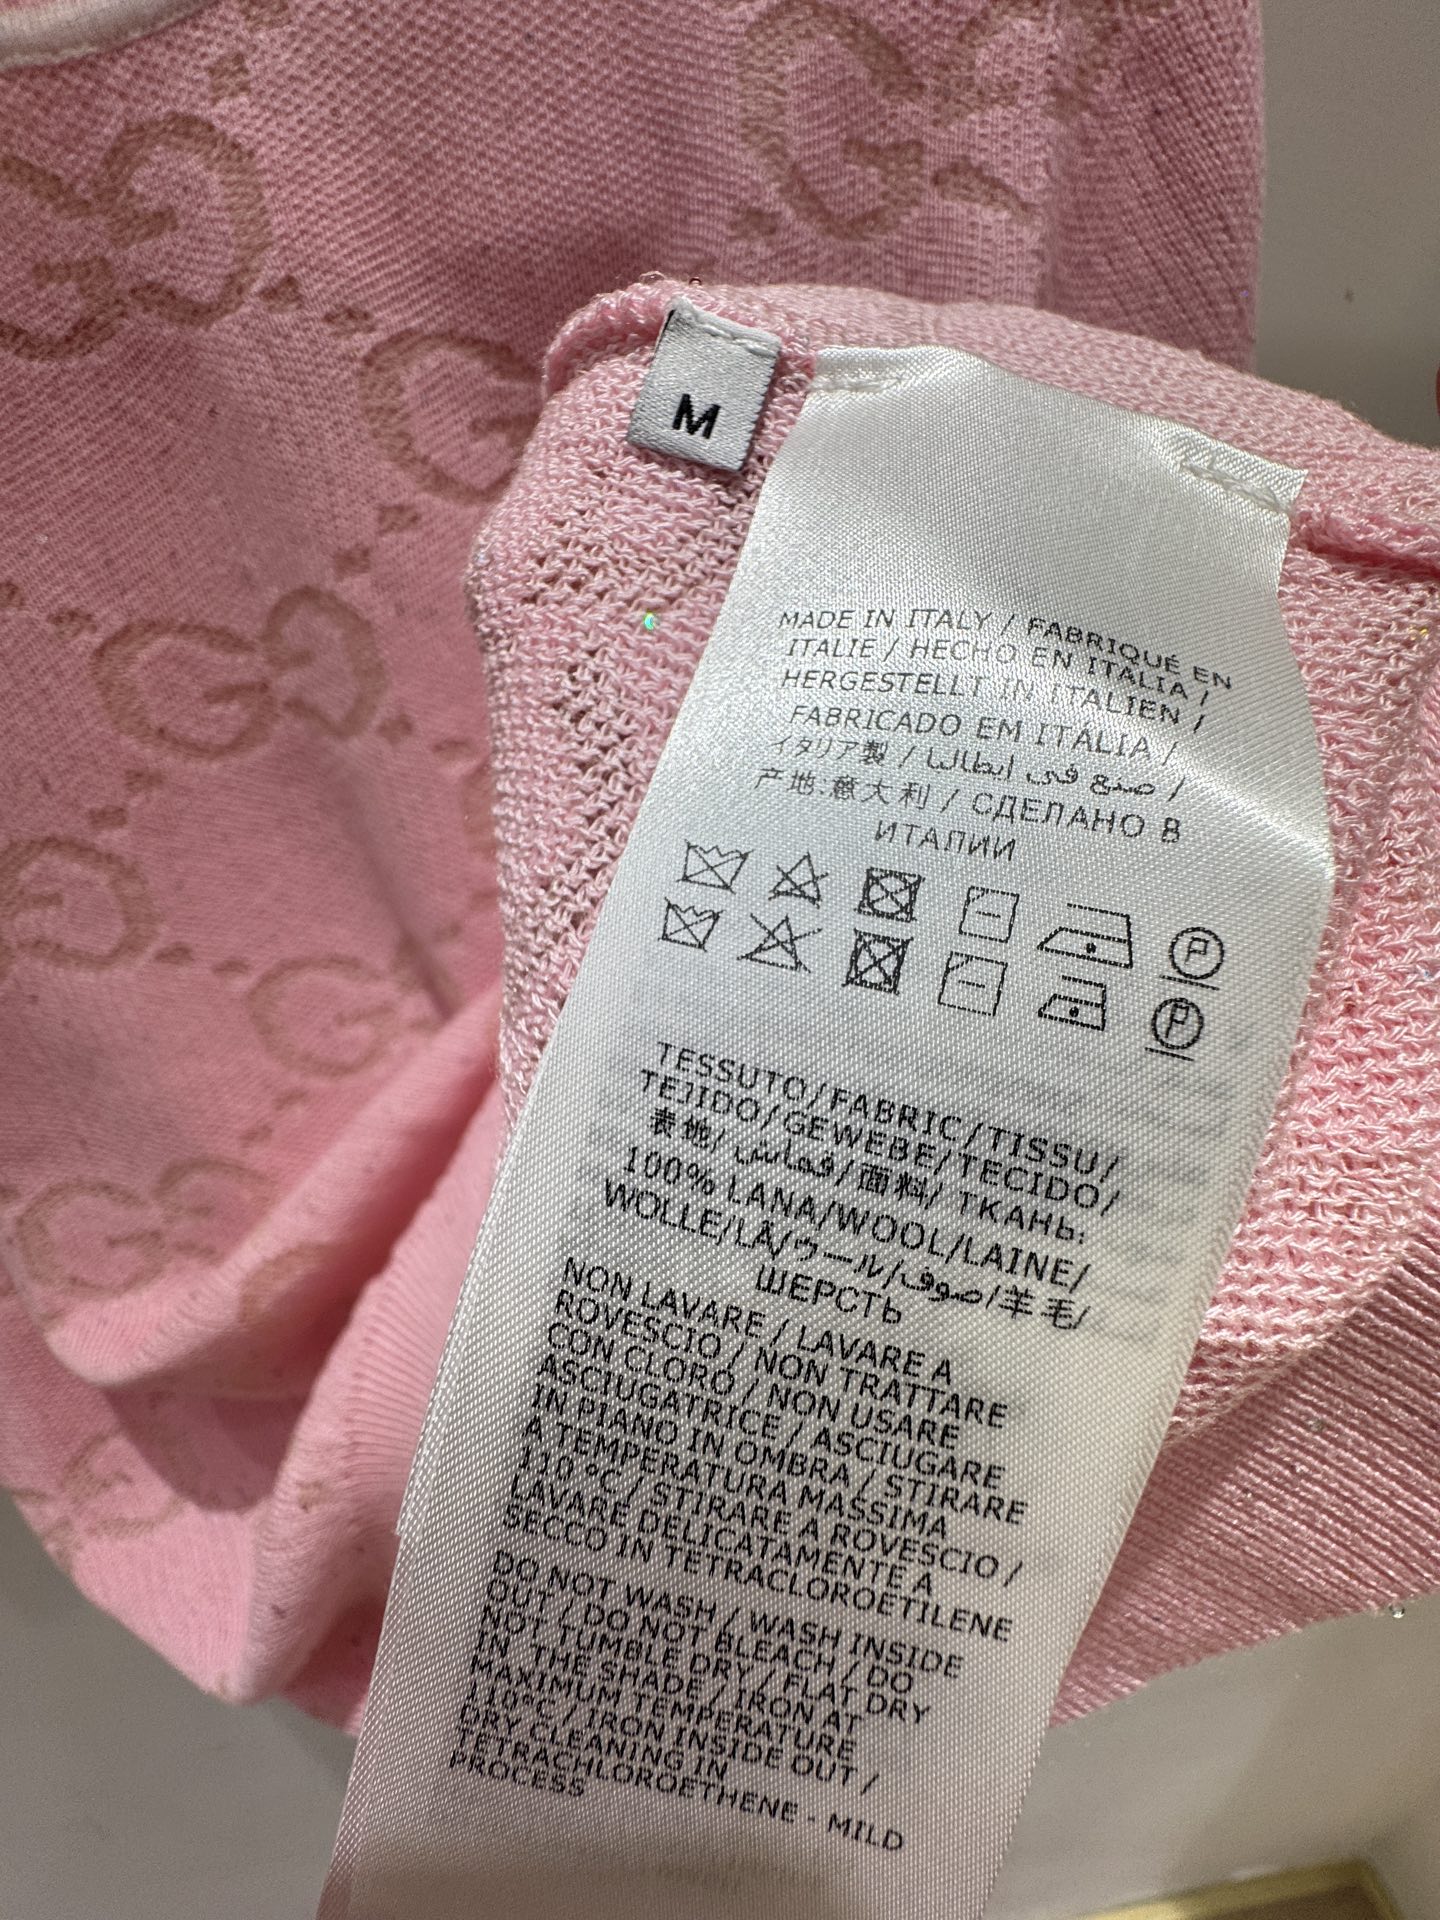 M
MADE IN ITALY / FABRIQUÉ EN
ITALIE / HECHO EN ITALIA /
HERGESTELLT IN ITALIEN /
FABRICADO EM ITÁLIA /
イタリア製 / صنع في إيطاليا /
产地:意大利 / СДЕЛАНО В
ИТАЛИИ
P
P
TESSUTO/FABRIC/TISSU/
TEJIDO/GEWEBE/TECIDO/
表地/قماش/面料/ ТКАНЬ:
100% LANA/WOOL/LAINE/
WOLLE/LÃ/ウール/صوف/羊毛/
ШЕРСТЬ
NON LAVARE / LAVARE A
ROVESCIO / NON TRATTARE
CON CLORO / NON USARE
ASCIUGATRICE / ASCIUGARE
IN PIANO IN OMBRA / STIRARE
A TEMPERATURA MASSIMA
110 °C / STIRARE A ROVESCIO /
LAVARE DELICATAMENTE A
SECCO IN TETRACLOROETILENE
DO NOT WASH / WASH INSIDE
OUT / DO NOT BLEACH / DO
NOT TUMBLE DRY / FLAT DRY
IN THE SHADE / IRON AT
MAXIMUM TEMPERATURE
110°C / IRON INSIDE OUT /
DRY CLEANING IN
TETRACHLOROETHENE - MILD
PROCESS